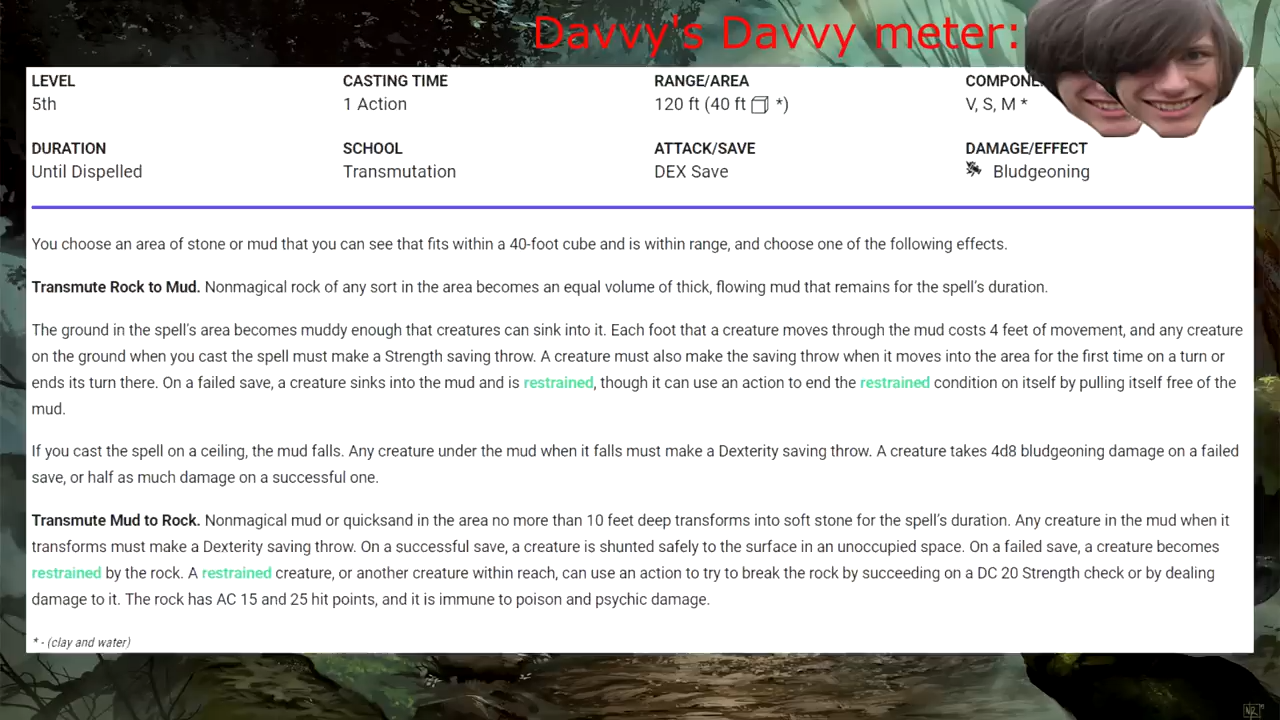 Davvy's Davvy meter:
LEVEL CASTING TIME RANGE/AREA
5th 1 Action 120 ft (40 ft *) V, S, M *
DURATION SCHOOL ATTACK/SAVE DAMAGE/EFFECT
Until Dispelled Transmutation DEX Save Bludgeoning
You choose an area of stone or mud that you can see that fits within a 40-foot cube and is within range, and choose one of the following effects.
Transmute Rock to Mud. Nonmagical rock of any sort in the area becomes an equal volume of thick, flowing mud that remains for the spell's duration.
The ground in the spell's area becomes muddy enough that creatures can sink into it. Each foot that a creature moves through the mud costs 4 feet of movement, and any creature
on the ground when you cast the spell must make a Strength saving throw. A creature must also make the saving throw when it moves into the area for the first time on a turn or
ends its turn there. On a failed save, a creature sinks into the mud and is restrained, though it can use an action to end the restrained condition on itself by pulling itself free of the
mud.
If you cast the spell on a ceiling, the mud falls. Any creature under the mud when it falls must make a Dexterity saving throw. A creature takes 4d8 bludgeoning damage on a failed
save, or half as much damage on a successful one.
Transmute Mud to Rock. Nonmagical mud or quicksand in the area no more than 10 feet deep transforms into soft stone for the spell's duration. Any creature in the mud when it
transforms must make a Dexterity saving throw. On a successful save, a creature is shunted safely to the surface in an unoccupied space. On a failed save, a creature becomes
restrained by the rock. A restrained creature, or another creature within reach, can use an action to try to break the rock by succeeding on a DC 20 Strength check or by dealing
damage to it. The rock has AC 15 and 25 hit points, and it is immune to poison and psychic damage.
* - (clay and water)